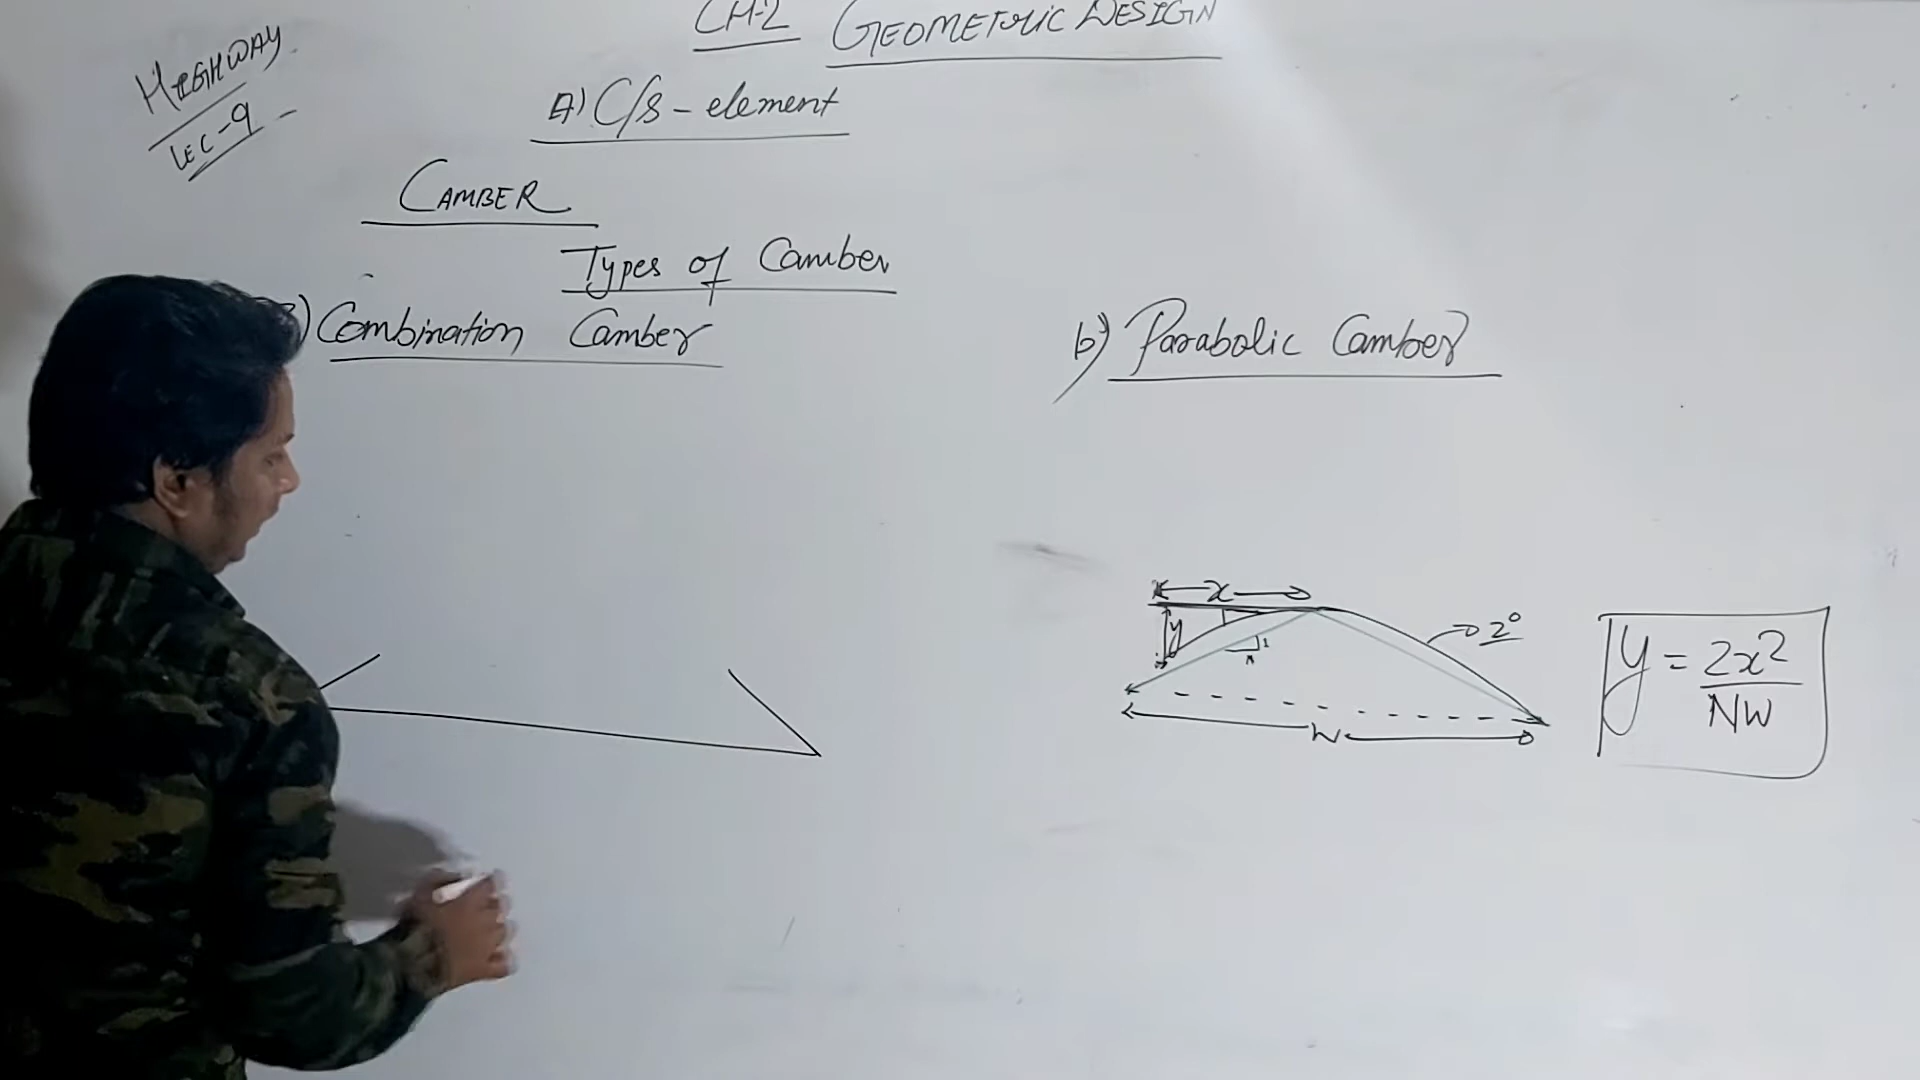 CH-2 GEOMETRIC DESIGN
HIGHWAY
LEC-9
A) C/S - element
CAMBER
Types of Camber
) Combination Camber
b) Parabolic Camber
x
y
1
n
2°
W
y = 2x²/NW